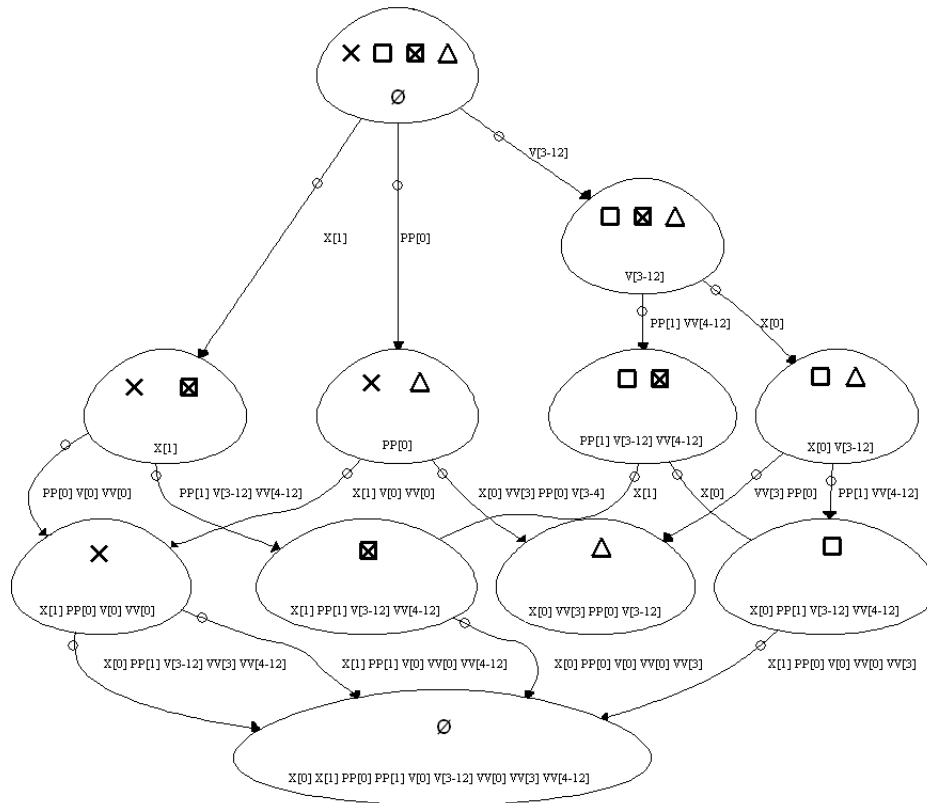 Ø
V[3-12]
X[1]
PP[0]
V[3-12]
PP[1] VV[4-12]
X[0]
X[1]
PP[0]
PP[1] V[3-12] VV[4-12]
X[0] V[3-12]
PP[0] V[0] VV[0]
PP[1] V[3-12] VV[4-12]
X[1] V[0] VV[0]
X[0] VV[3] PP[0] V[3-4]
X[1]
X[0]
VV[3] PP[0]
PP[1] VV[4-12]
X[1] PP[0] V[0] VV[0]
X[1] PP[1] V[3-12] VV[4-12]
X[0] VV[3] PP[0] V[3-12]
X[0] PP[1] V[3-12] VV[4-12]
X[0] PP[1] V[3-12] VV[3] VV[4-12]
X[1] PP[1] V[0] VV[0] VV[4-12]
X[0] PP[0] V[0] VV[0] VV[3]
X[1] PP[0] V[0] VV[0] VV[3]
Ø
X[0] X[1] PP[0] PP[1] V[0] V[3-12] VV[0] VV[3] VV[4-12]